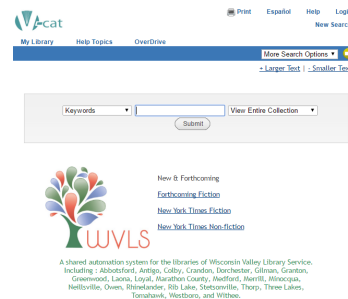 Print Español Help Logi
V-cat
New Searc
My Library Help Topics OverDrive
More Search Options
+ Larger Text | - Smaller Tex
Keywords View Entire Collection
Submit
New & Forthcoming
Forthcoming Fiction
New York Times Fiction
New York Times Non-fiction
WVLS
A shared automation system for the libraries of Wisconsin Valley Library Service.
Including : Abbotsford, Antigo, Colby, Crandon, Dorchester, Gilman, Granton,
Greenwood, Laona, Loyal, Marathon County, Medford, Merrill, Minocqua,
Neillsville, Owen, Rhinelander, Rib Lake, Stetsonville, Thorp, Three Lakes,
Tomahawk, Westboro, and Withee.